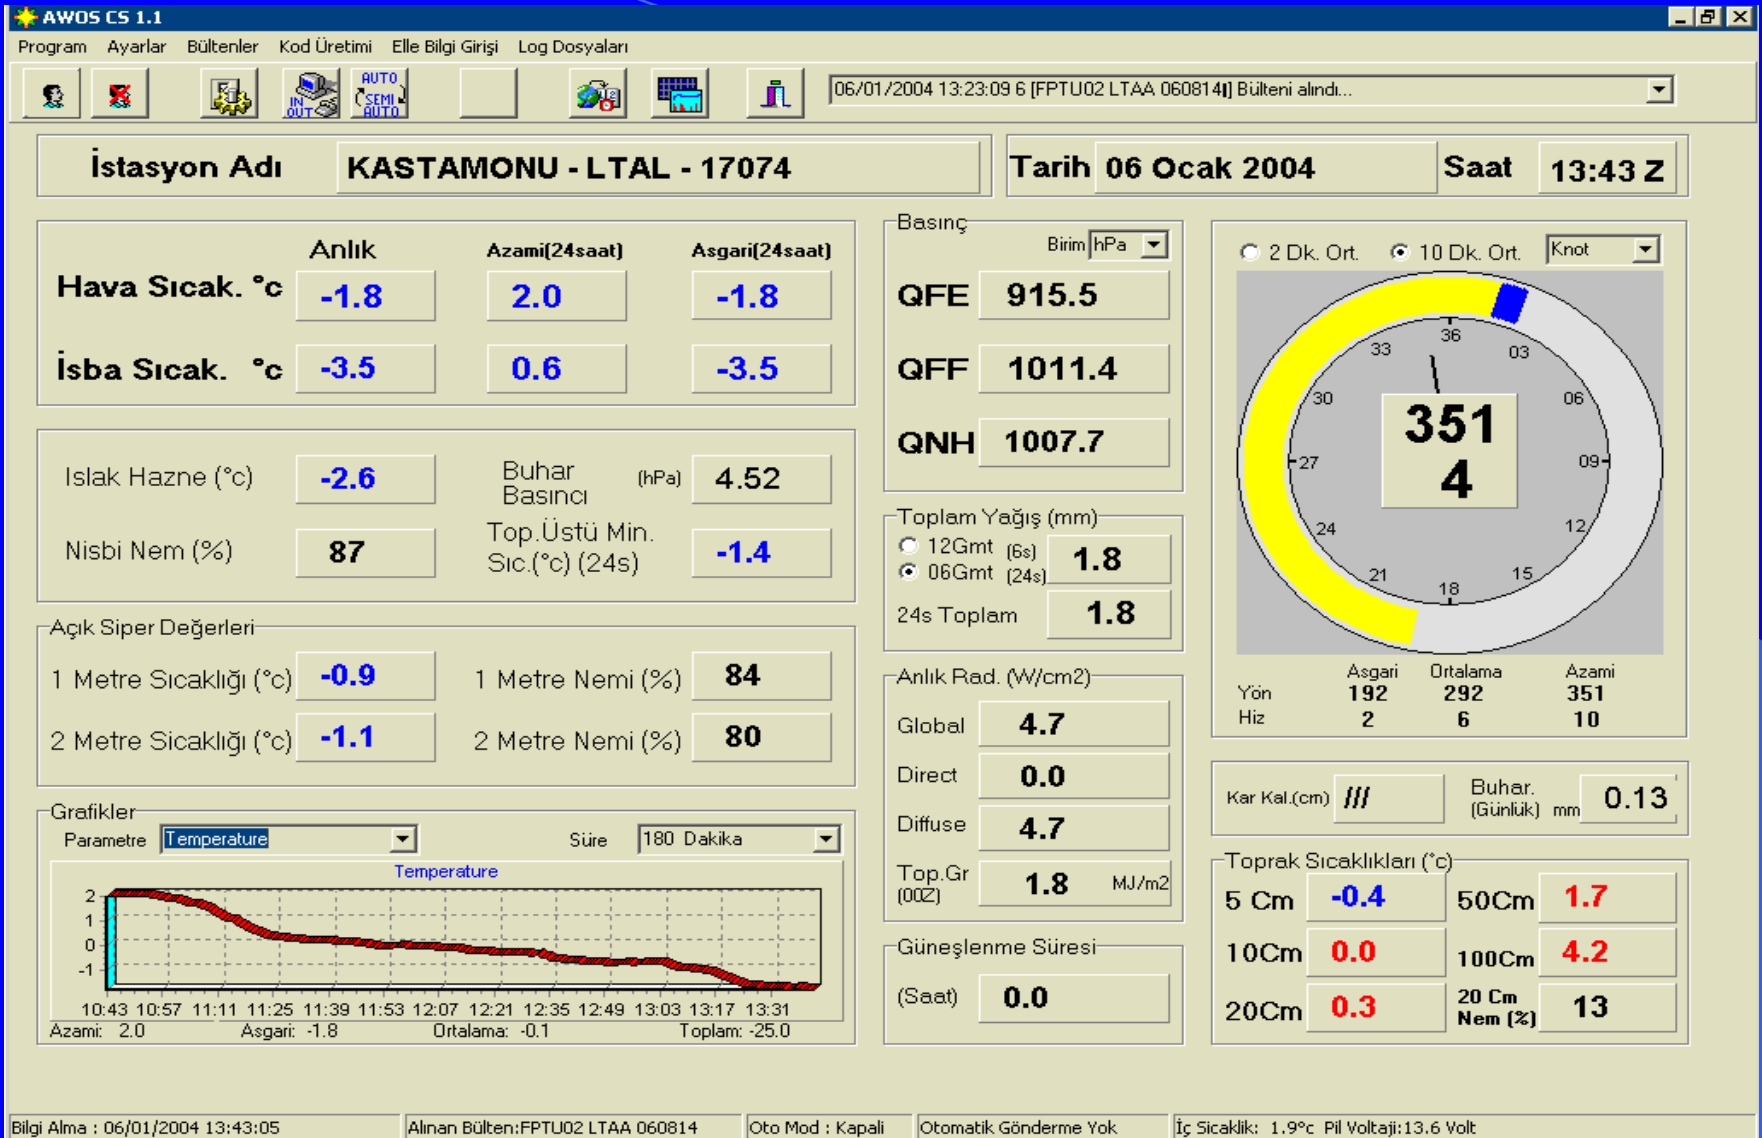 AWOS CS 1.1
Program Ayarlar Bültenler Kod Üretimi Elle Bilgi Girişi Log Dosyaları
IN OUT AUTO SEMI AUTO 06/01/2004 13:23:09 6 [FPTU02 LTAA 060814] Bülteni alındı...
İstasyon Adı KASTAMONU - LTAL - 17074 Tarih 06 Ocak 2004 Saat 13:43 Z
Anlık Azami(24saat) Asgari(24saat)
Hava Sıcak. °c -1.8 2.0 -1.8
İşba Sıcak. °c -3.5 0.6 -3.5
Islak Hazne (°c) -2.6 Buhar Basıncı (hPa) 4.52
Nisbi Nem (%) 87 Top.Üstü Min. Sıc.(°c) (24s) -1.4
Açık Siper Değerleri
1 Metre Sıcaklığı (°c) -0.9 1 Metre Nemi (%) 84
2 Metre Sicaklığı (°c) -1.1 2 Metre Nemi (%) 80
Grafikler
Parametre Temperature Süre 180 Dakika
Temperature
2
1
0
-1
10:43 10:57 11:11 11:25 11:39 11:53 12:07 12:21 12:35 12:49 13:03 13:17 13:31
Azami: 2.0 Asgari: -1.8 Ortalama: -0.1 Toplam: -25.0
Basınç
Birim hPa
QFE 915.5
QFF 1011.4
QNH 1007.7
Toplam Yağış (mm)
12Gmt (6s)
06Gmt (24s) 1.8
24s Toplam 1.8
Anlık Rad. (W/cm2)
Global 4.7
Direct 0.0
Diffuse 4.7
Top.Gr (00Z) 1.8 MJ/m2
Güneşlenme Süresi
(Saat) 0.0
2 Dk. Ort. 10 Dk. Ort. Knot
36
33 03
30 06
27 09
24 12
21 15
18
351
4
Asgari Ortalama Azami
Yön 192 292 351
Hiz 2 6 10
Kar Kal.(cm) /// Buhar. (Günlük) mm 0.13
Toprak Sıcaklıkları (°c)
5 Cm -0.4 50Cm 1.7
10Cm 0.0 100Cm 4.2
20Cm 0.3 20 Cm Nem (%) 13
Bilgi Alma : 06/01/2004 13:43:05 Alınan Bülten:FPTU02 LTAA 060814 Oto Mod : Kapali Otomatik Gönderme Yok İç Sicaklik: 1.9°c Pil Voltaji:13.6 Volt